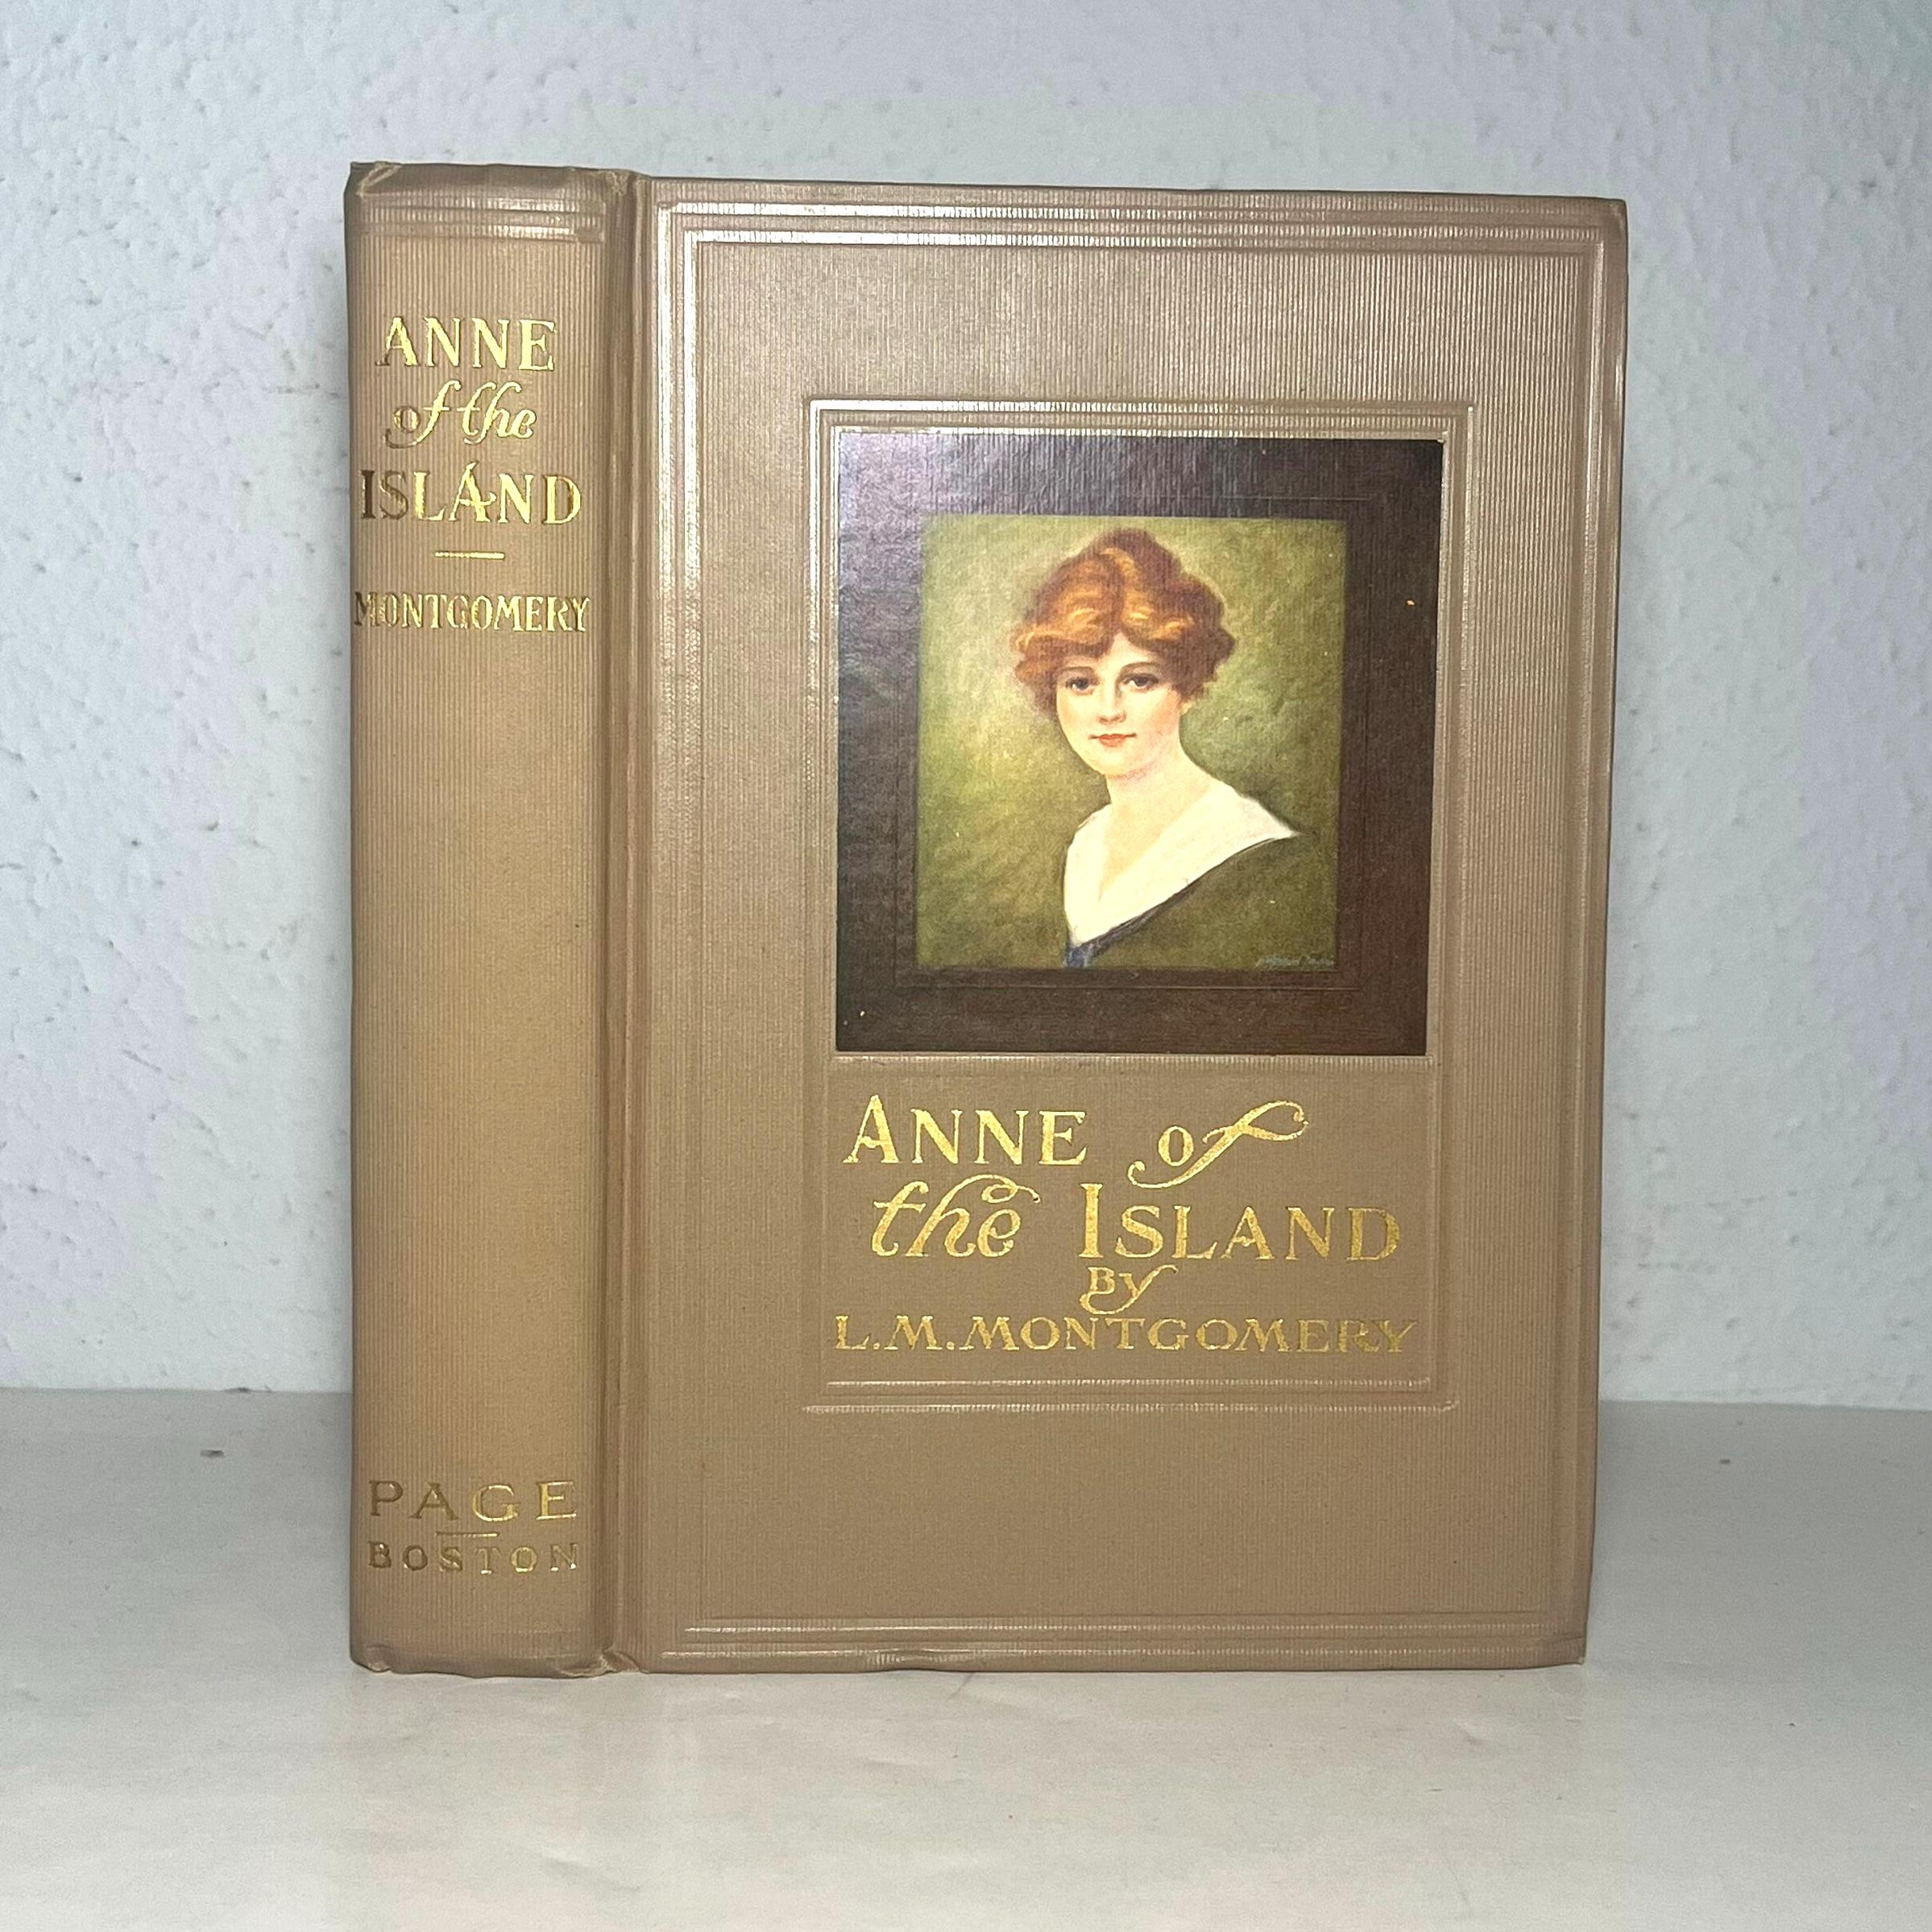 ANNE
of the
ISLAND
MONTGOMERY
PAGE
BOSTON
ANNE of
the ISLAND
BY
L.M.MONTGOMERY